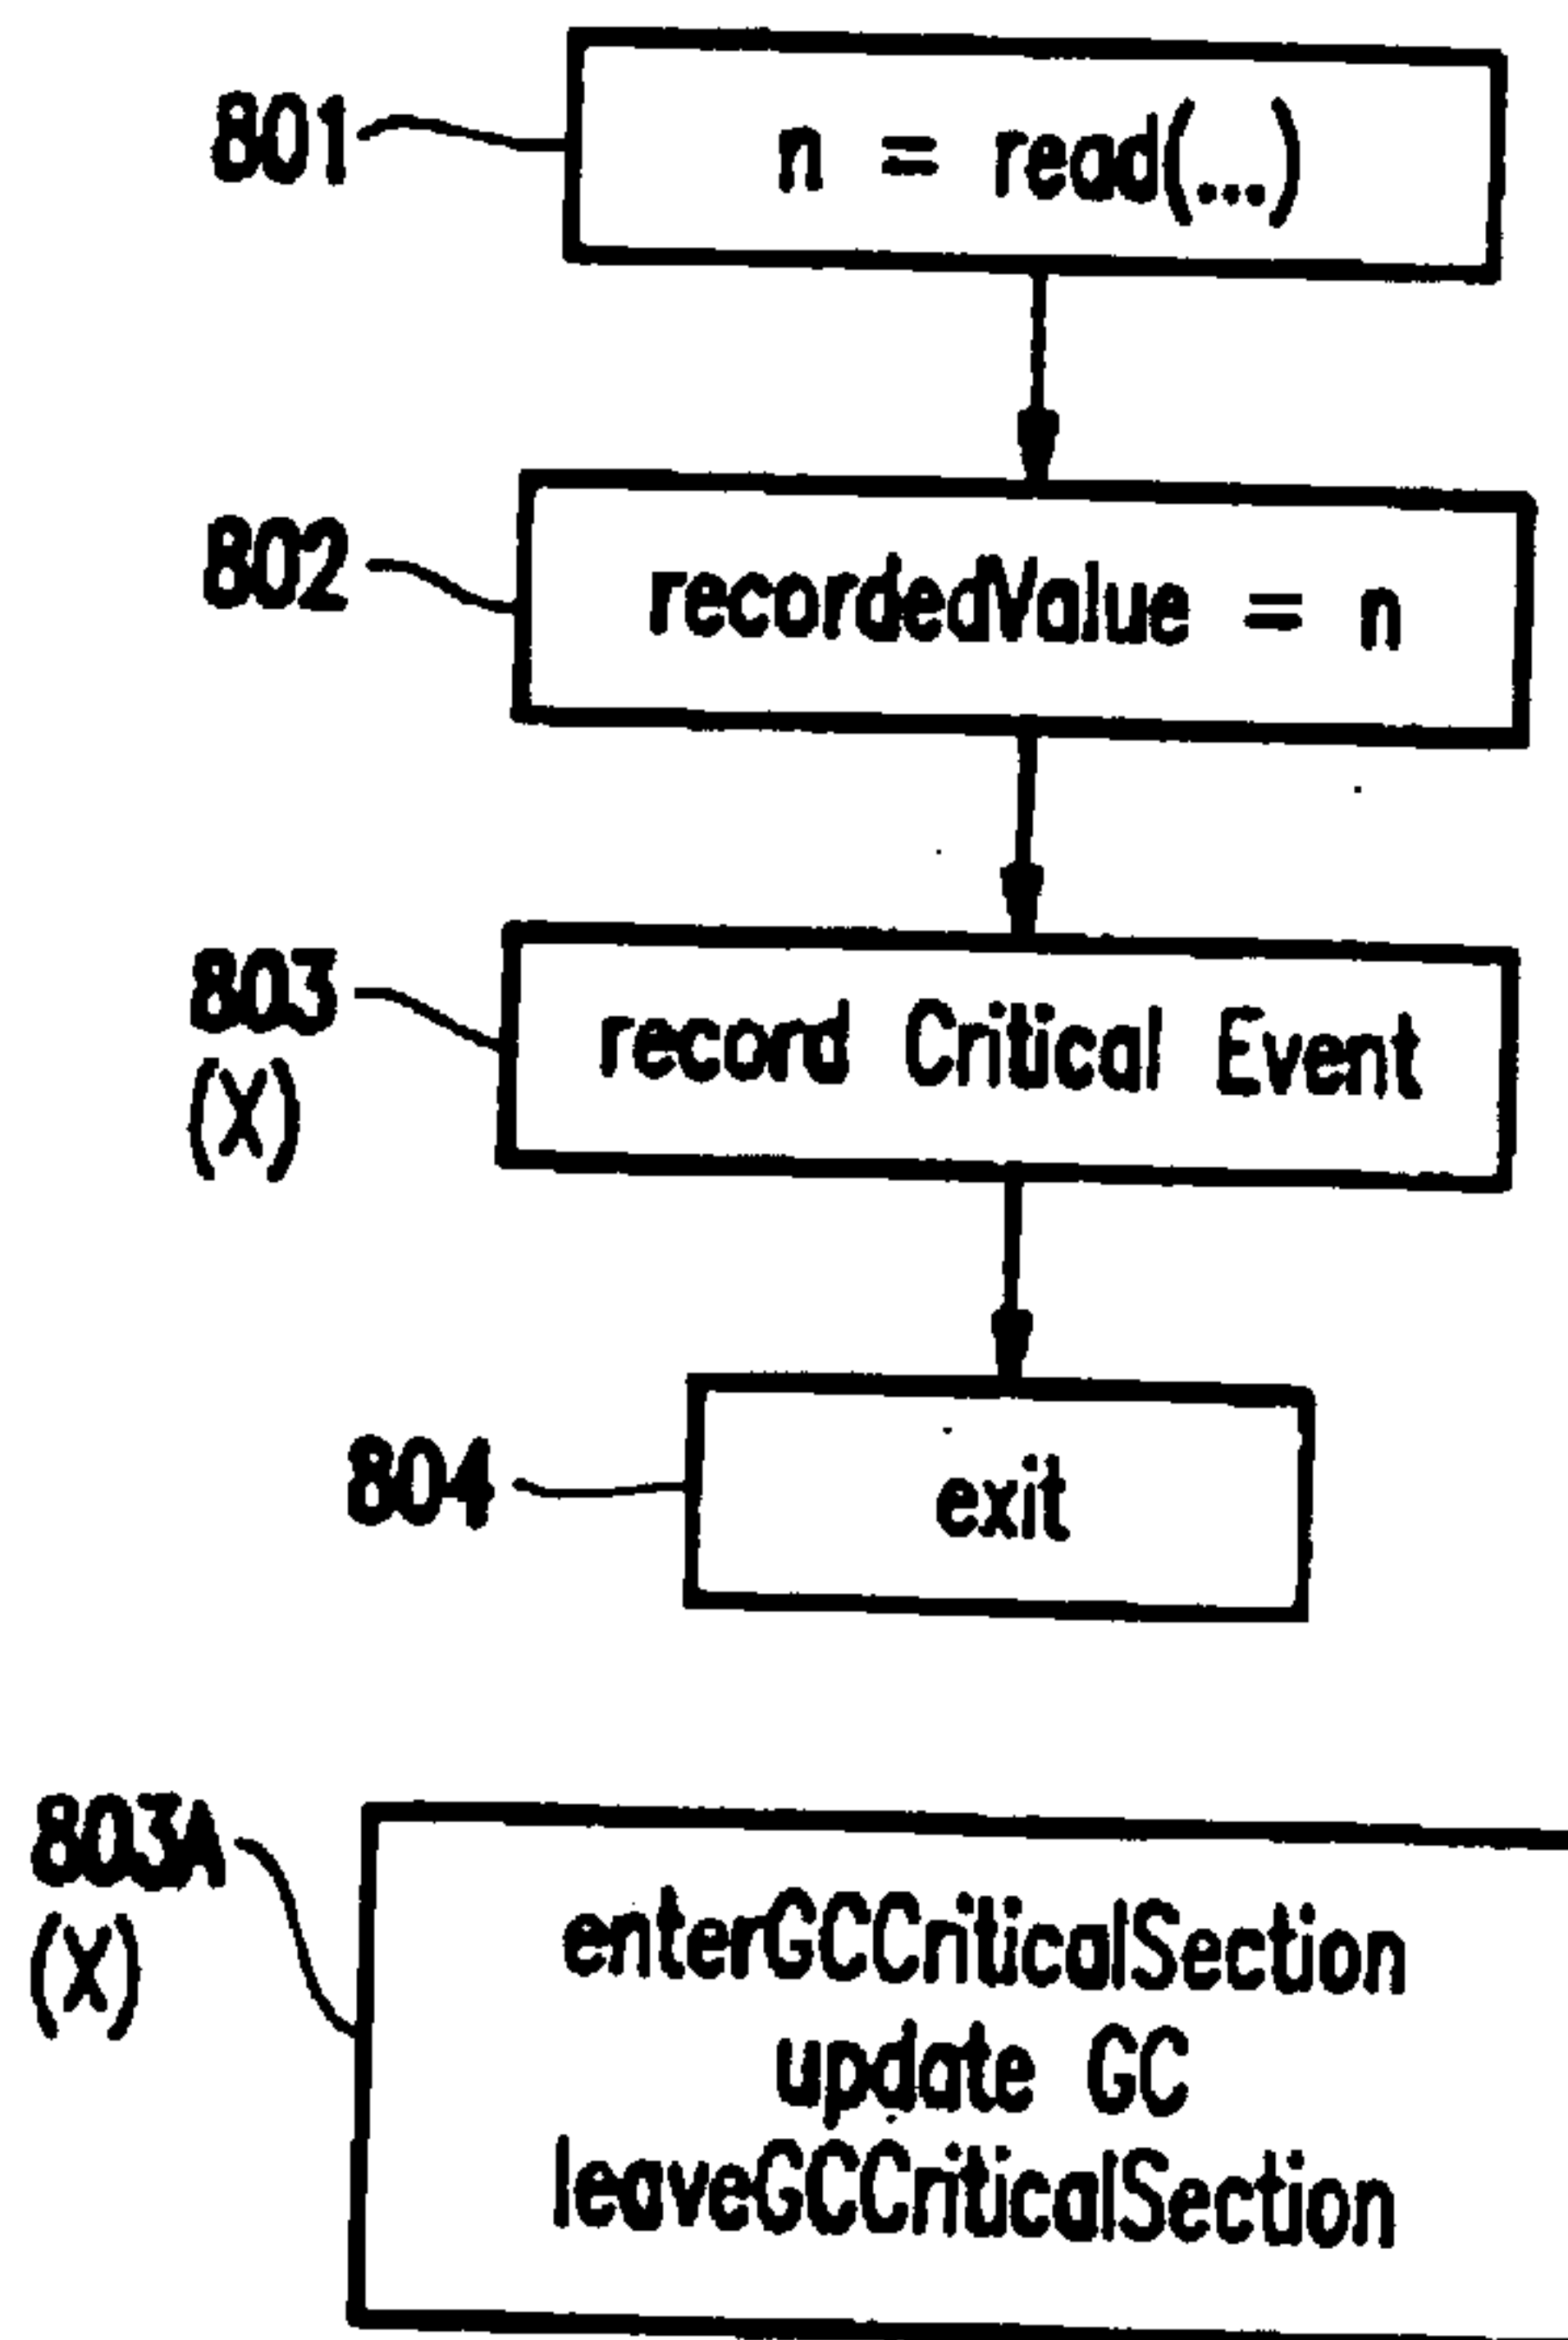 801
n = read(...)
802
recordedValue = n
803
(X)
record Critical Event
804
exit
803A
(X)
enterGCCriticalSection
update GC
leaveGCCriticalSection